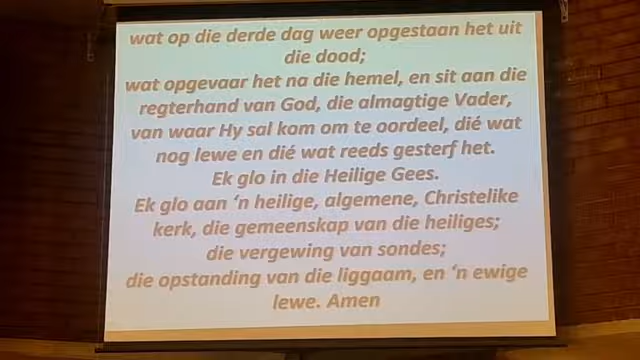 wat op die derde dag weer opgestaan het uit
die dood;
wat opgevaar het na die hemel, en sit aan die
regterhand van God, die almagtige Vader,
van waar Hy sal kom om te oordeel, dié wat
nog lewe en dié wat reeds gesterf het.
Ek glo in die Heilige Gees.
Ek glo aan ‘n heilige, algemene, Christelike
kerk, die gemeenskap van die heiliges;
die vergewing van sondes;
die opstanding van die liggaam, en ‘n ewige
lewe. Amen